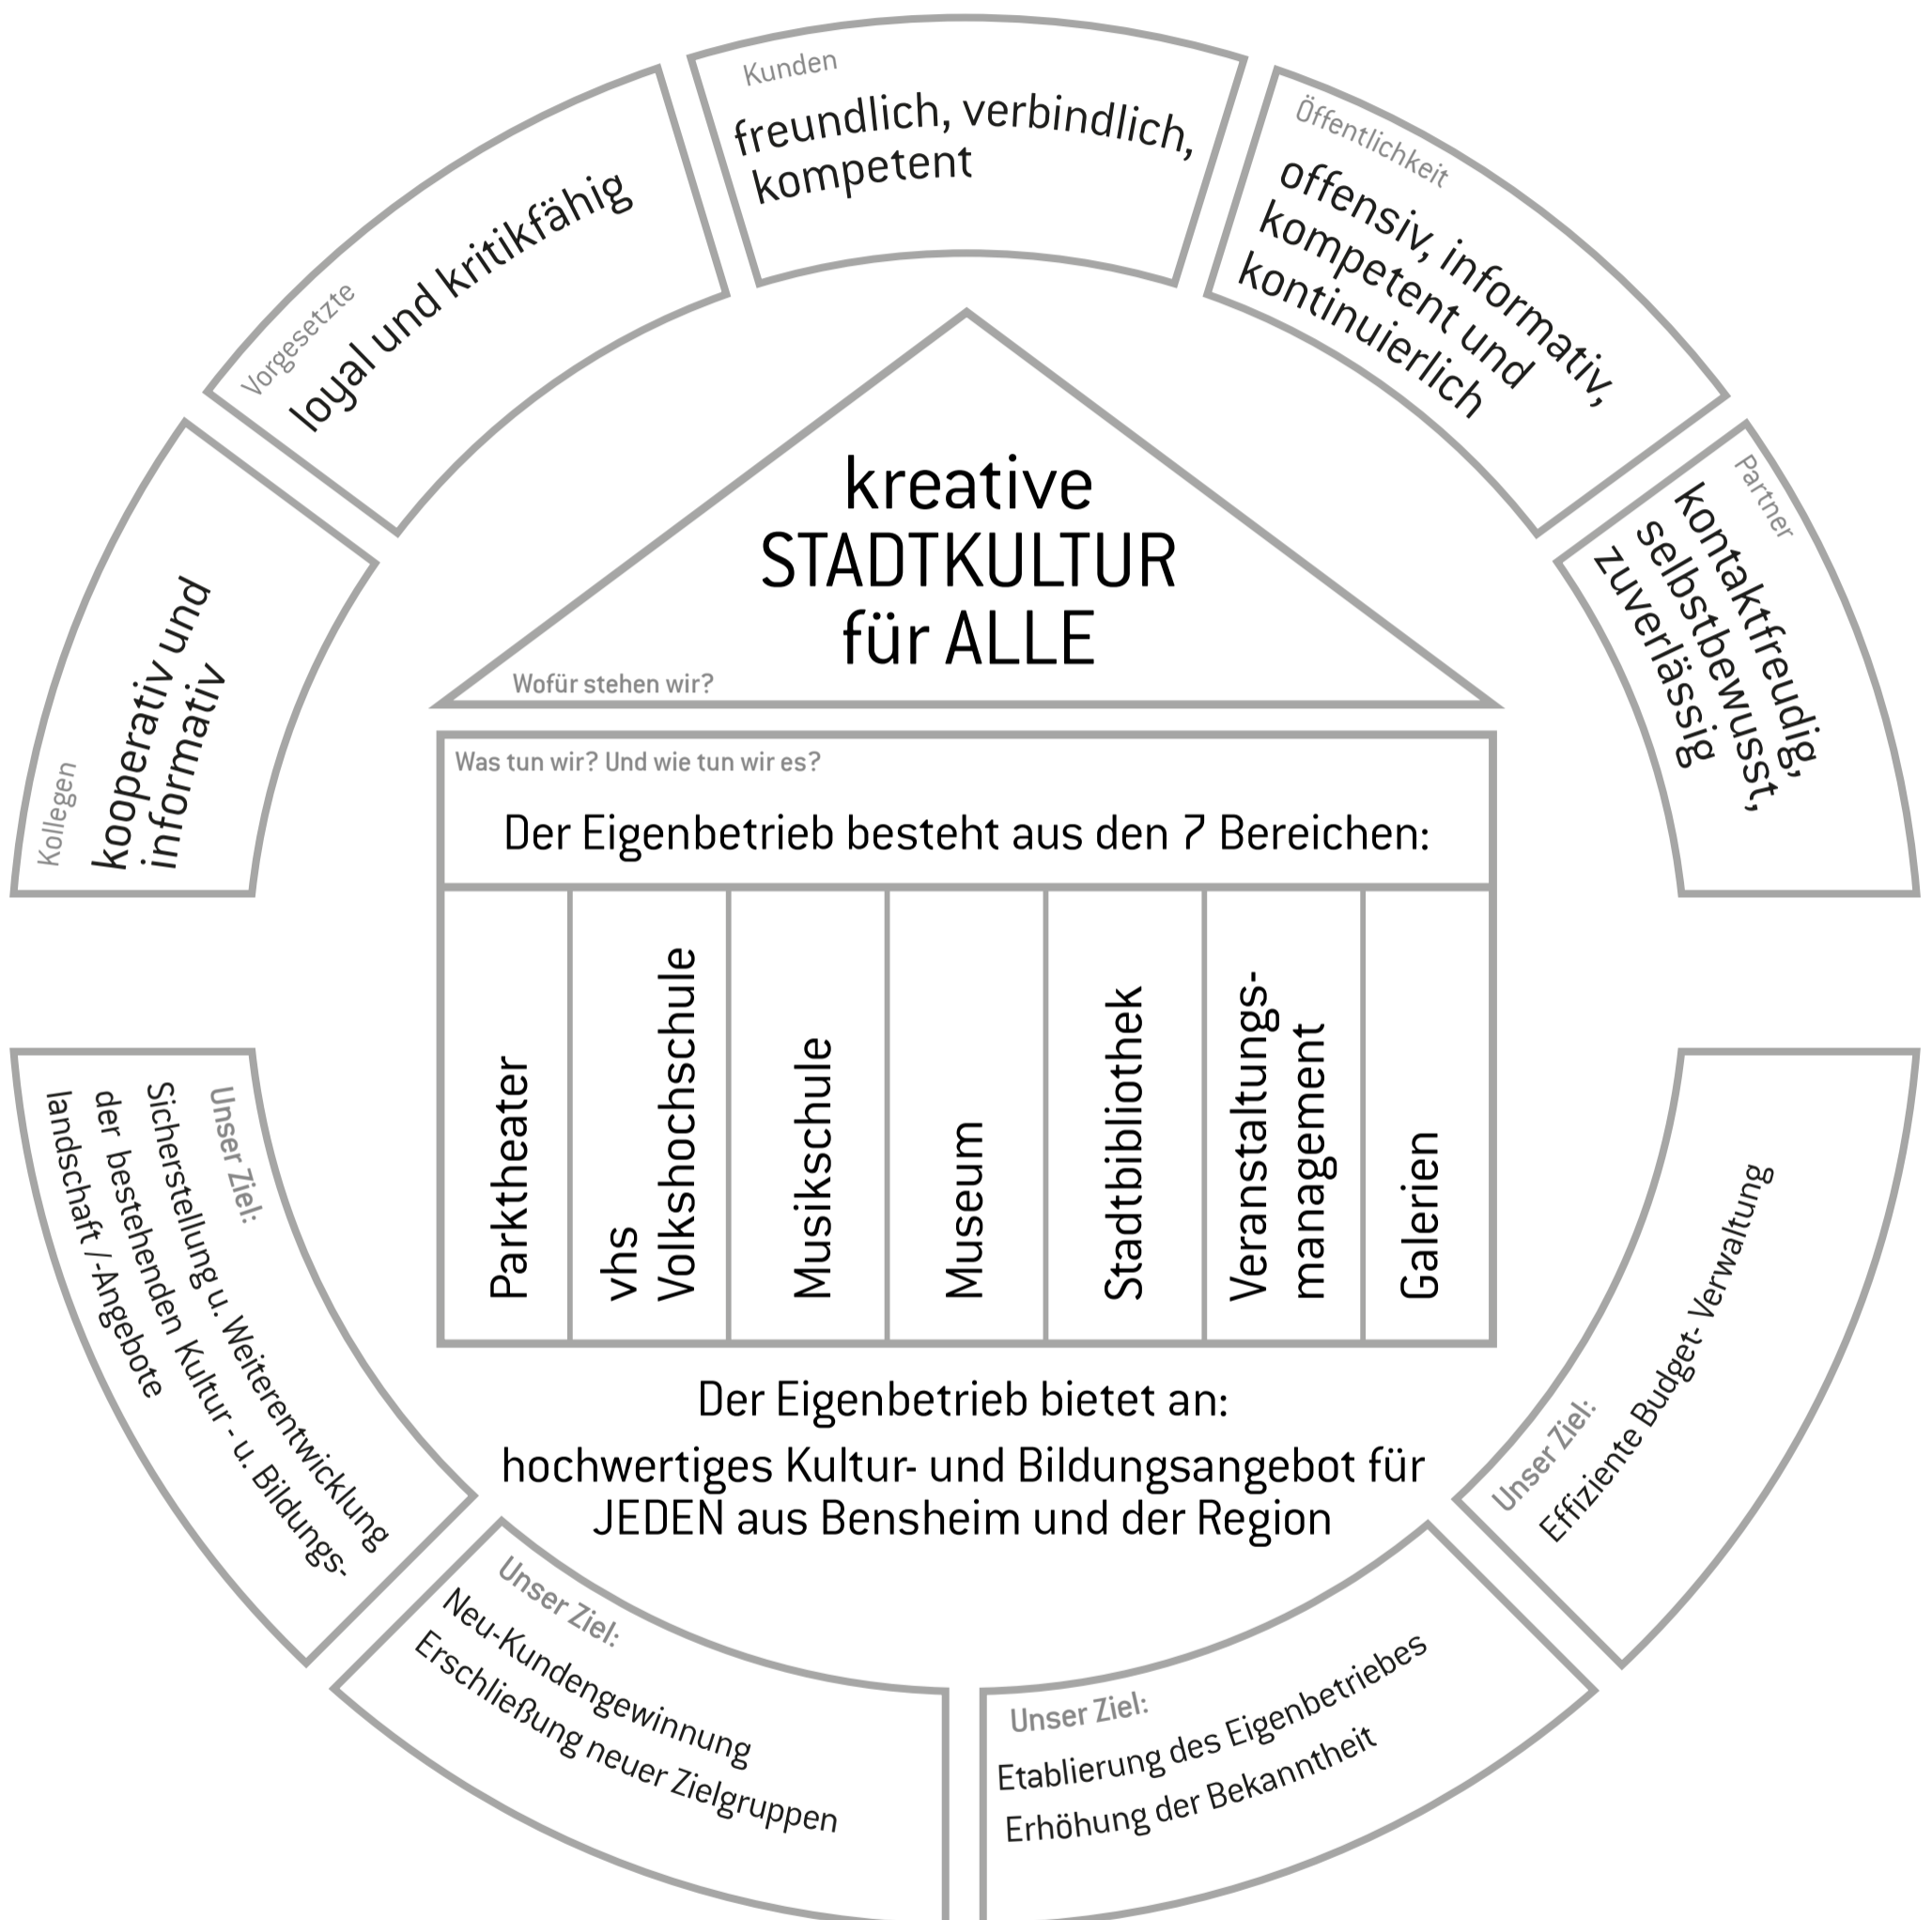 Kunden
freundlich, verbindlich,
kompetent
Öffentlichkeit
offensiv, informativ,
kompetent und
kontinuierlich
Vorgesetzte
loyal und kritikfähig
Partner
kontaktfreudig,
selbstbewusst,
zuverlässig
Kollegen
kooperativ und
informativ
kreative
STADTKULTUR
für ALLE
Wofür stehen wir?
Was tun wir? Und wie tun wir es?
Der Eigenbetrieb besteht aus den 7 Bereichen:
Parktheater
vhs
Volkshochschule
Musikschule
Museum
Stadtbibliothek
Veranstaltungs-
management
Galerien
Der Eigenbetrieb bietet an:
hochwertiges Kultur- und Bildungsangebot für
JEDEN aus Bensheim und der Region
Unser Ziel:
Sicherstellung u. Weiterentwicklung
der bestehenden Kultur - u. Bildungs-
landschaft /-Angebote
Unser Ziel:
Neu-Kundengewinnung
Erschließung neuer Zielgruppen
Unser Ziel:
Etablierung des Eigenbetriebes
Erhöhung der Bekanntheit
Unser Ziel:
Effiziente Budget- Verwaltung